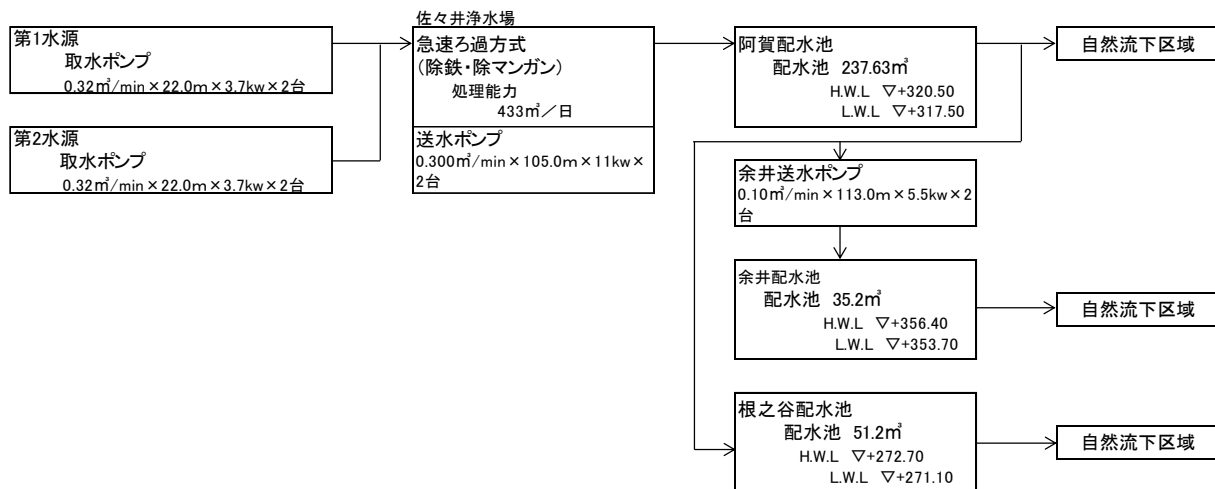 第1水源
取水ポンプ
0.32㎥/min×22.0m×3.7kw×2台
第2水源
取水ポンプ
0.32㎥/min×22.0m×3.7kw×2台
佐々井浄水場
急速ろ過方式
(除鉄・除マンガン)
処理能力
433㎥/日
送水ポンプ
0.300㎥/min×105.0m×11kw×
2台
阿賀配水池
配水池 237.63㎥
H.W.L ▽+320.50
L.W.L ▽+317.50
自然流下区域
余井送水ポンプ
0.10㎥/min×113.0m×5.5kw×2
台
余井配水池
配水池 35.2㎥
H.W.L ▽+356.40
L.W.L ▽+353.70
自然流下区域
根之谷配水池
配水池 51.2㎥
H.W.L ▽+272.70
L.W.L ▽+271.10
自然流下区域